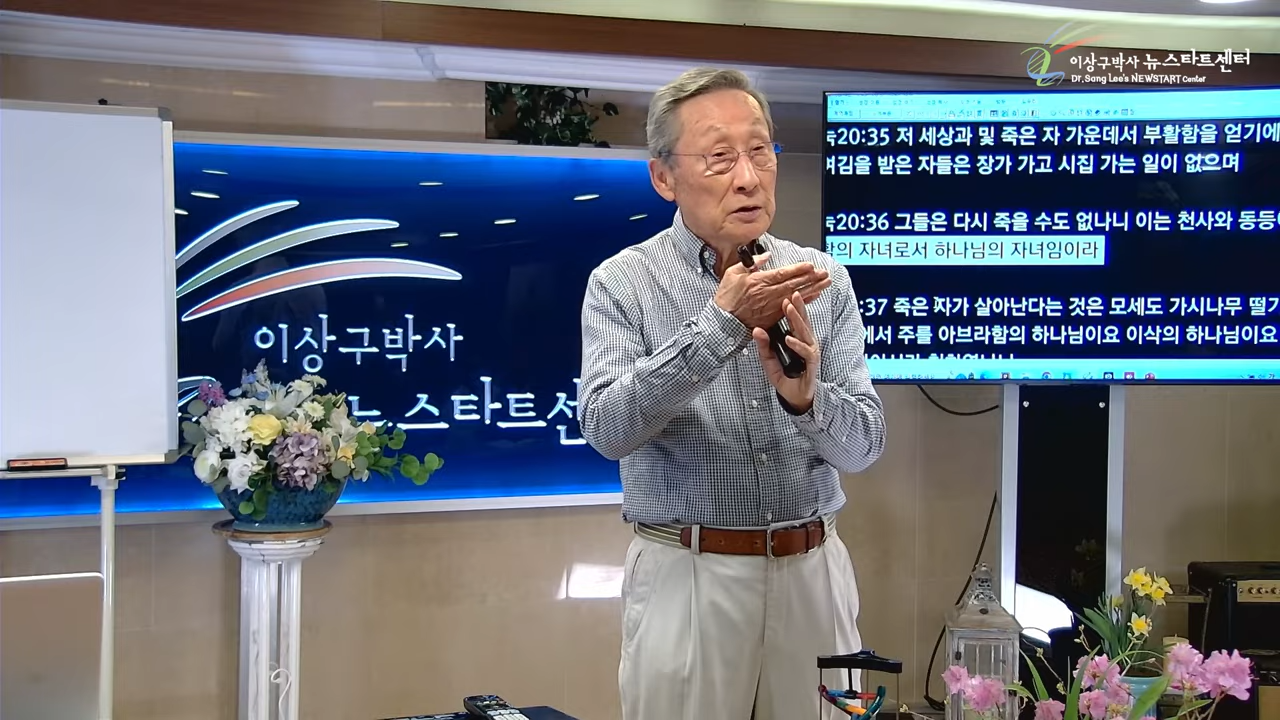 이상구박사 뉴스타트센터
Dr. Sang Lee's NEWSTART Center
눅20:35 저 세상과 및 죽은 자 가운데서 부활함을 얻기에
여김을 받은 자들은 장가 가고 시집 가는 일이 없으며
눅20:36 그들은 다시 죽을 수도 없나니 이는 천사와 동등이
의 자녀로서 하나님의 자녀임이라
:37 죽은 자가 살아난다는 것은 모세도 가시나무 떨기
에서 주를 아브라함의 하나님이요 이삭의 하나님이요
이상구박사
뉴스타트센